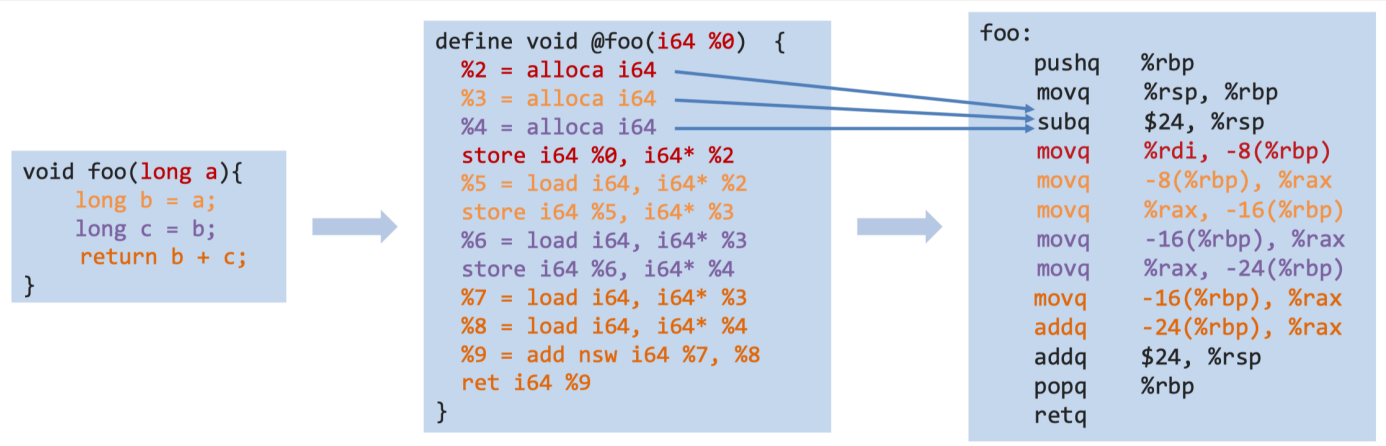 void foo(long a){
long b = a;
long c = b;
return b + c;
}
define void @foo(i64 %0) {
%2 = alloca i64
%3 = alloca i64
%4 = alloca i64
store i64 %0, i64* %2
%5 = load i64, i64* %2
store i64 %5, i64* %3
%6 = load i64, i64* %3
store i64 %6, i64* %4
%7 = load i64, i64* %3
%8 = load i64, i64* %4
%9 = add nsw i64 %7, %8
ret i64 %9
}
foo:
pushq %rbp
movq %rsp, %rbp
subq $24, %rsp
movq %rdi, -8(%rbp)
movq -8(%rbp), %rax
movq %rax, -16(%rbp)
movq -16(%rbp), %rax
movq %rax, -24(%rbp)
movq -16(%rbp), %rax
addq -24(%rbp), %rax
addq $24, %rsp
popq %rbp
retq